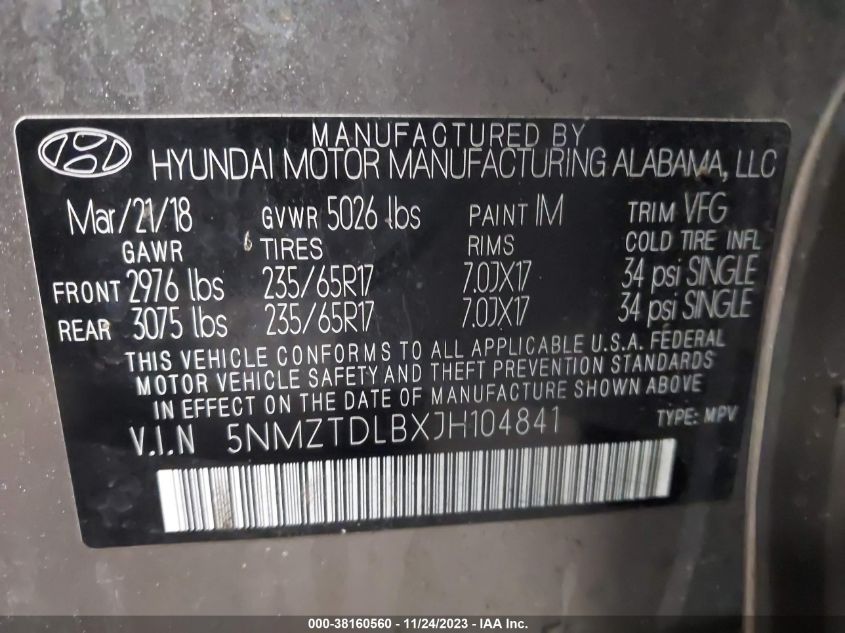 MANUFACTURED BY
HYUNDAI MOTOR MANUFACTURING ALABAMA, LLC
Mar/21/18 GVWR 5026 lbs PAINT IM TRIM VFG
GAWR TIRES RIMS COLD TIRE INFL
FRONT 2976 lbs 235/65R17 7.0JX17 34 psi SINGLE
REAR 3075 lbs 235/65R17 7.0JX17 34 psi SINGLE
THIS VEHICLE CONFORMS TO ALL APPLICABLE U.S.A. FEDERAL
MOTOR VEHICLE SAFETY AND THEFT PREVENTION STANDARDS
IN EFFECT ON THE DATE OF MANUFACTURE SHOWN ABOVE.
V.I.N 5NMZTDLBXJH104841 TYPE: MPV
000-38160560 - 11/24/2023 - IAA Inc.